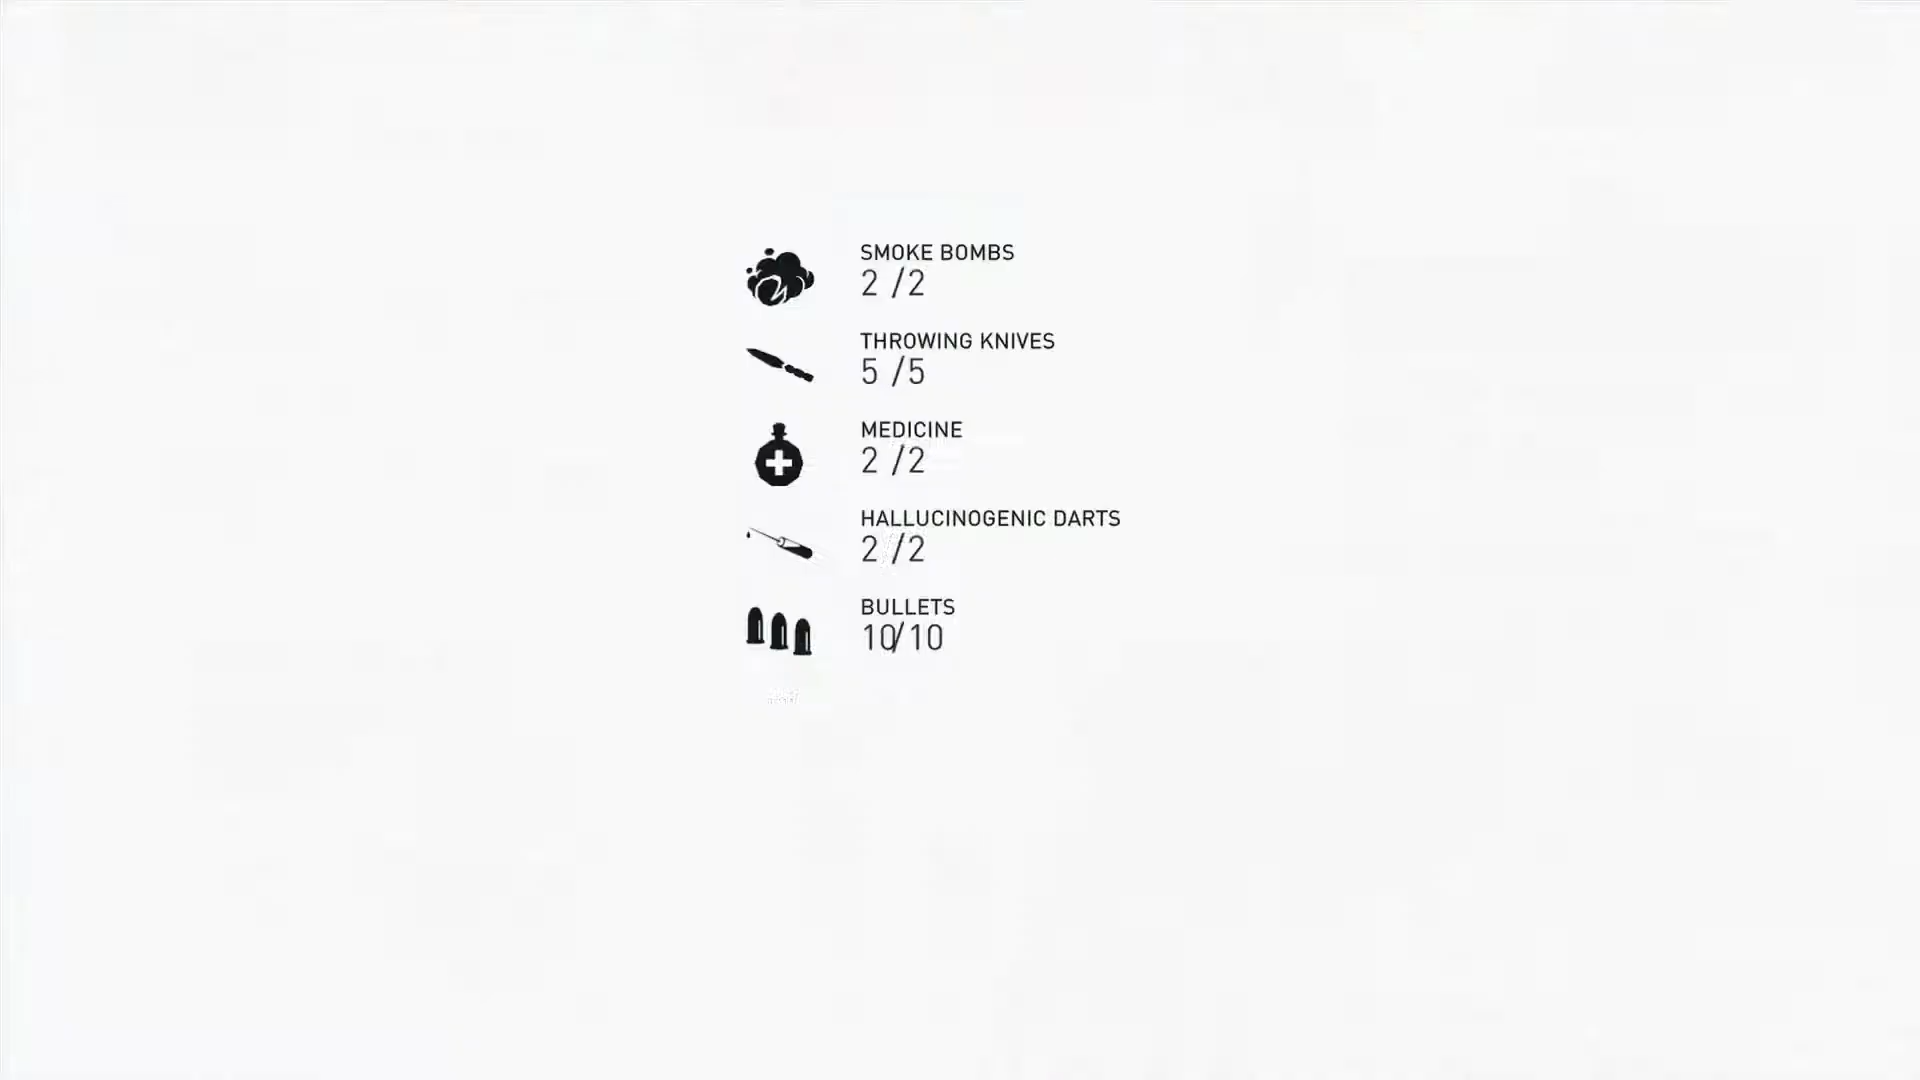 SMOKE BOMBS
2 /2
THROWING KNIVES
5 /5
MEDICINE
2 /2
HALLUCINOGENIC DARTS
2 /2
BULLETS
10/10